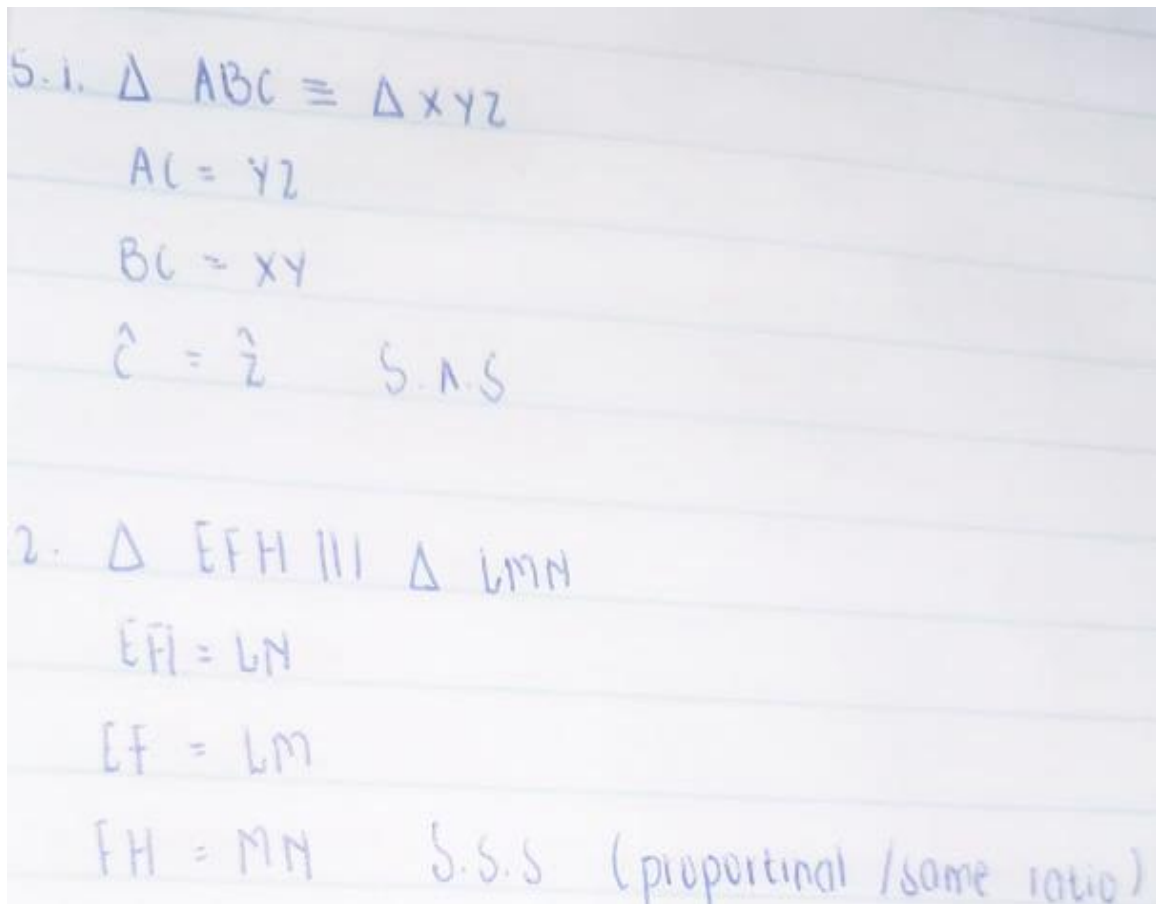 5.1. Δ ABC ≡ Δ XYZ
AC = YZ
BC = XY
Ĉ = Ẑ S.A.S
2. Δ EFH ||| Δ LMN
EH = LN
EF = LM
FH = MN S.S.S (proportinal /same ratio)